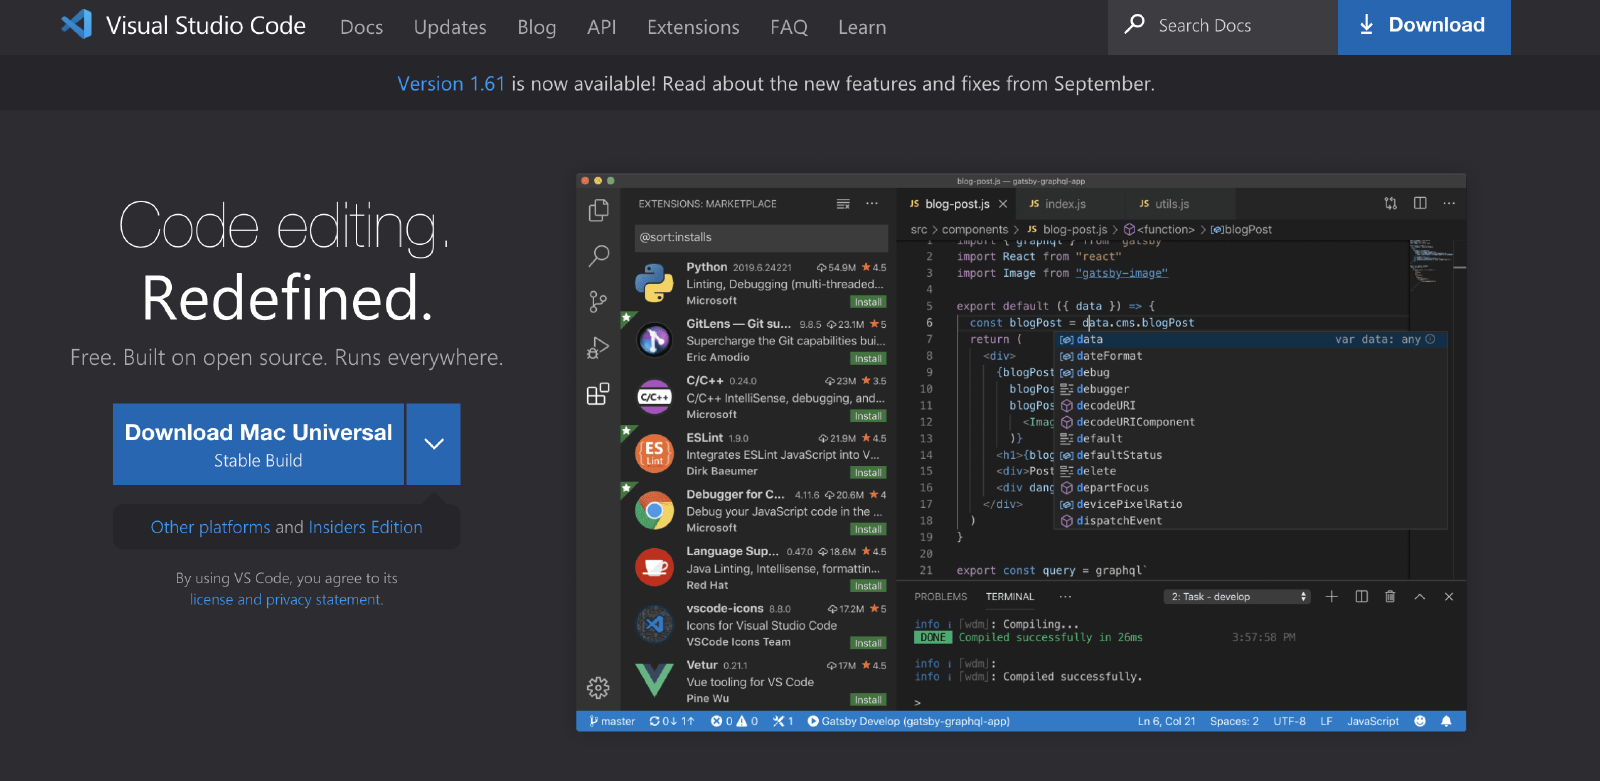 Visual Studio Code Docs Updates Blog API Extensions FAQ Learn Search Docs Download
Version 1.61 is now available! Read about the new features and fixes from September.
Code editing.
Redefined.
Free. Built on open source. Runs everywhere.
Download Mac Universal
Stable Build
Other platforms and Insiders Edition
By using VS Code, you agree to its
license and privacy statement.
blog-post.js — gatsby-graphql-app
EXTENSIONS: MARKETPLACE
@sort:installs
Python 2019.6.24221 54.9M 4.5
Linting, Debugging (multi-threaded...
Microsoft Install
GitLens — Git su... 9.8.5 23.1M 5
Supercharge the Git capabilities bui...
Eric Amodio Install
C/C++
C/C++ 0.24.0 23M 3.5
C/C++ IntelliSense, debugging, and...
Microsoft Install
ES
Lint
ESLint 1.9.0 21.9M 4.5
Integrates ESLint JavaScript into V...
Dirk Baeumer Install
Debugger for C... 4.11.6 20.6M 4
Debug your JavaScript code in the ...
Microsoft Install
Language Sup... 0.47.0 18.6M 4.5
Java Linting, Intellisense, formattin...
Red Hat Install
vscode-icons 8.8.0 17.2M 5
Icons for Visual Studio Code
VSCode Icons Team Install
Vetur 0.21.1 17M 4.5
Vue tooling for VS Code
Pine Wu Install
JS blog-post.js JS index.js JS utils.js
src > components > JS blog-post.js > <function> > blogPost
1 import { graphql } from "gatsby"
2 import React from "react"
3 import Image from "gatsby-image"
4
5 export default ({ data }) => {
6 const blogPost = data.cms.blogPost
7 return (
8 <div>
9 {blogPost
10 blogPos
11 blogPos
12 <Imag
13 )}
14 <h1>{blog
15 <div>Post
16 <div dang
17 </div>
18 )
19 }
20
21 export const query = graphql`
data var data: any
dateFormat
debug
debugger
decodeURI
decodeURIComponent
default
defaultStatus
delete
departFocus
devicePixelRatio
dispatchEvent
PROBLEMS TERMINAL ... 2: Task - develop
info ｢wdm｣: Compiling...
DONE Compiled successfully in 26ms 3:57:58 PM
info ｢wdm｣:
info ｢wdm｣: Compiled successfully.
>
master 0↓ 1↑ 0 0 1 Gatsby Develop (gatsby-graphql-app) Ln 6, Col 21 Spaces: 2 UTF-8 LF JavaScript